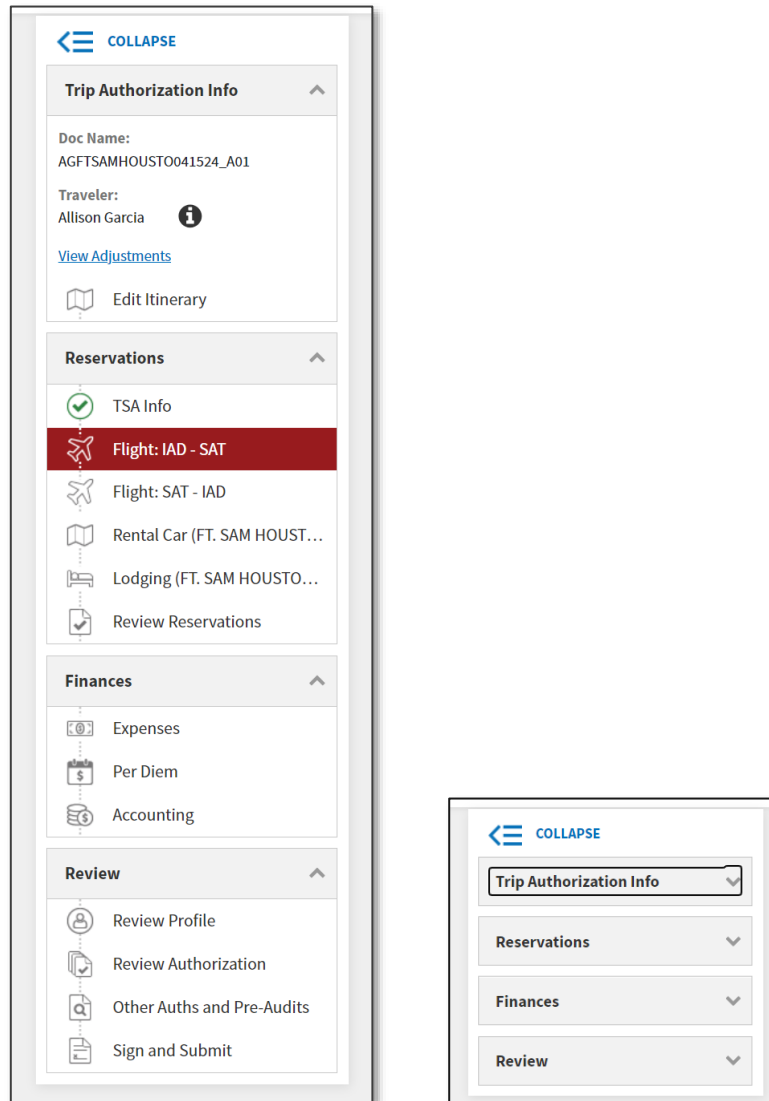 COLLAPSE
Trip Authorization Info
Doc Name:
AGFTSAMHOUSTO041524_A01
Traveler:
Allison Garcia
View Adjustments
Edit Itinerary
Reservations
TSA Info
Flight: IAD - SAT
Flight: SAT - IAD
Rental Car (FT. SAM HOUST...
Lodging (FT. SAM HOUSTO...
Review Reservations
Finances
Expenses
Per Diem
Accounting
Review
Review Profile
Review Authorization
Other Auths and Pre-Audits
Sign and Submit
COLLAPSE
Trip Authorization Info
Reservations
Finances
Review